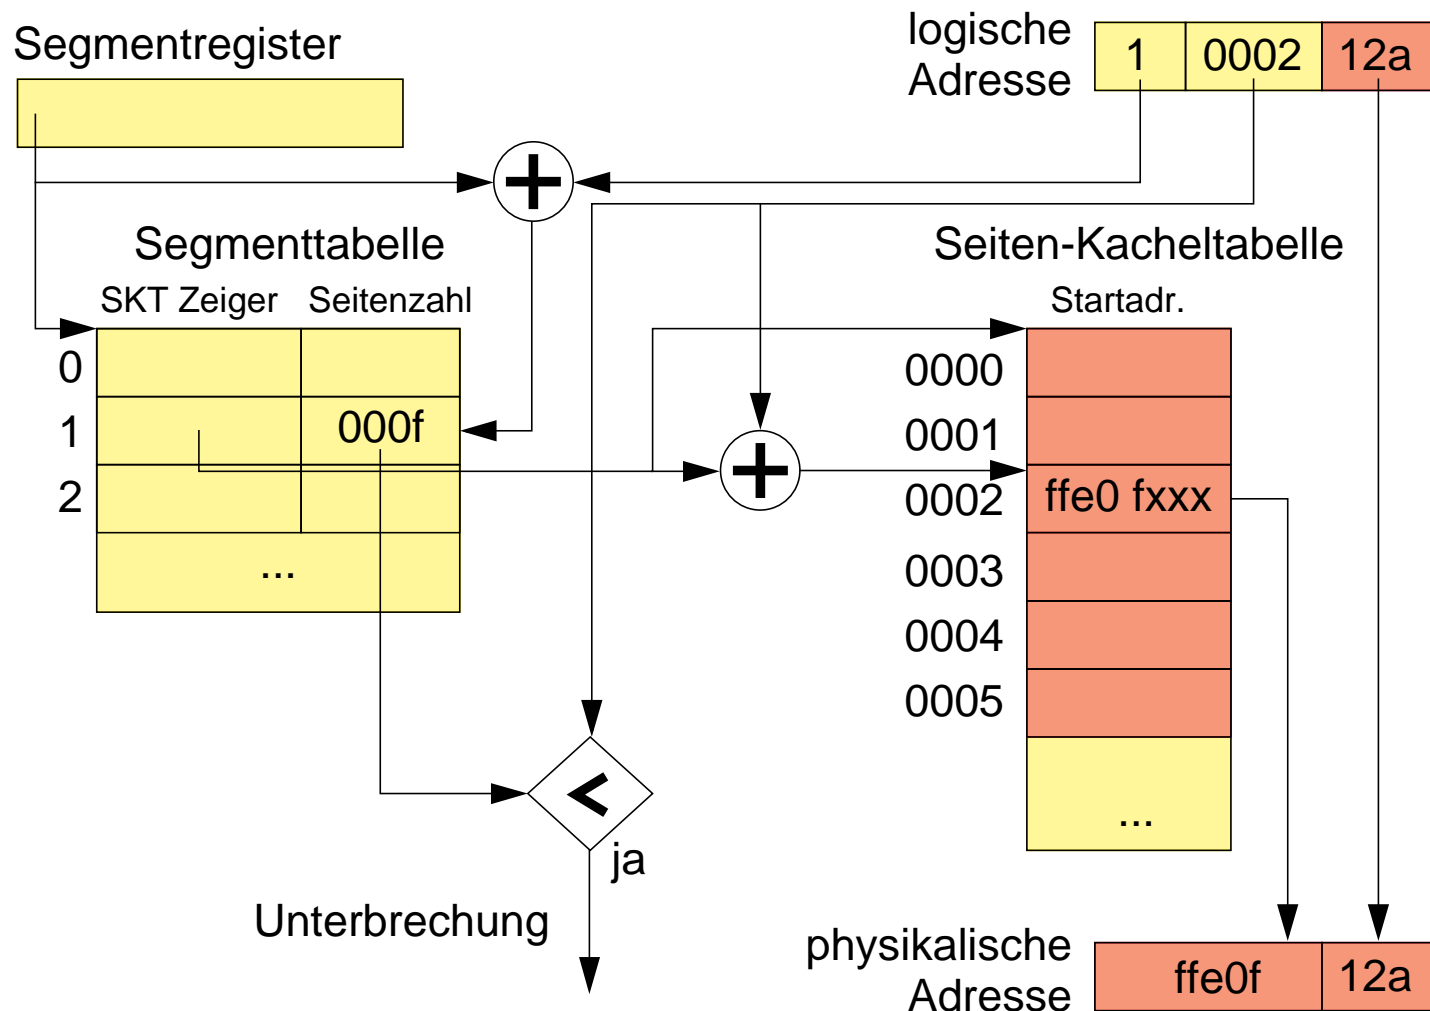 Segmentregister
logische
Adresse
1 0002 12a
+
Segmenttabelle
SKT Zeiger Seitenzahl
0
1 000f
2
...
+
Seiten-Kacheltabelle
Startadr.
0000
0001
0002 ffe0 fxxx
0003
0004
0005
...
<
ja
Unterbrechung
physikalische
Adresse
ffe0f 12a